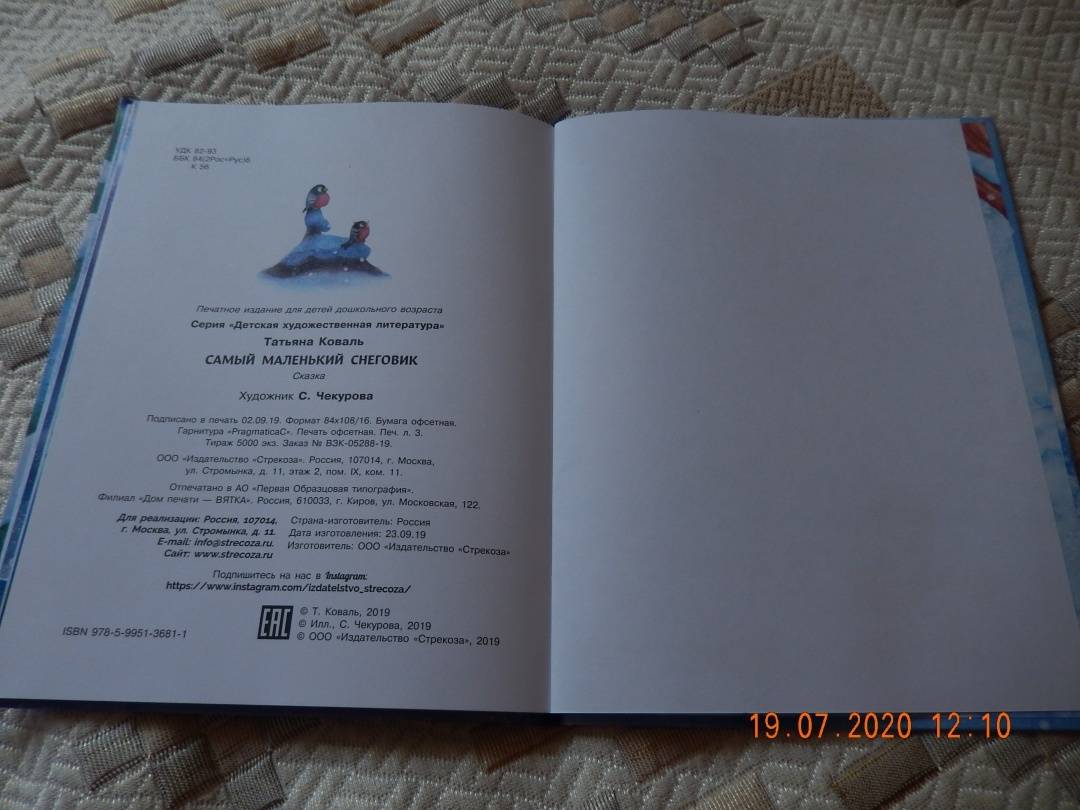 УДК 82-93
ББК 84(2Рос=Рус)6
К 56
Печатное издание для детей дошкольного возраста
Серия «Детская художественная литература»
Татьяна Коваль
САМЫЙ МАЛЕНЬКИЙ СНЕГОВИК
Сказка
Художник С. Чекурова
Подписано в печать 02.09.19. Формат 84х108/16. Бумага офсетная.
Гарнитура «PragmaticaC». Печать офсетная. Печ. л. 3.
Тираж 5000 экз. Заказ № ВЗК-05288-19.
ООО «Издательство «Стрекоза». Россия, 107014, г. Москва,
ул. Стромынка, д. 11, этаж 2, пом. IX, ком. 11.
Отпечатано в АО «Первая Образцовая типография».
Филиал «Дом печати — ВЯТКА». Россия, 610033, г. Киров, ул. Московская, 122,
Для реализации: Россия, 107014,
г. Москва, ул. Стромынка, д. 11.
E-mail: info@strecoza.ru.
Сайт: www.strecoza.ru
Страна-изготовитель: Россия
Дата изготовления: 23.09.19
Изготовитель: ООО «Издательство «Стрекоза»
Подпишитесь на нас в Instagram:
https://www.instagram.com/izdatelstvo_strecoza/
ISBN 978-5-9951-3681-1
EAC
© Т. Коваль, 2019
© Илл., С. Чекурова, 2019
© ООО «Издательство «Стрекоза», 2019
19.07.2020 12:10